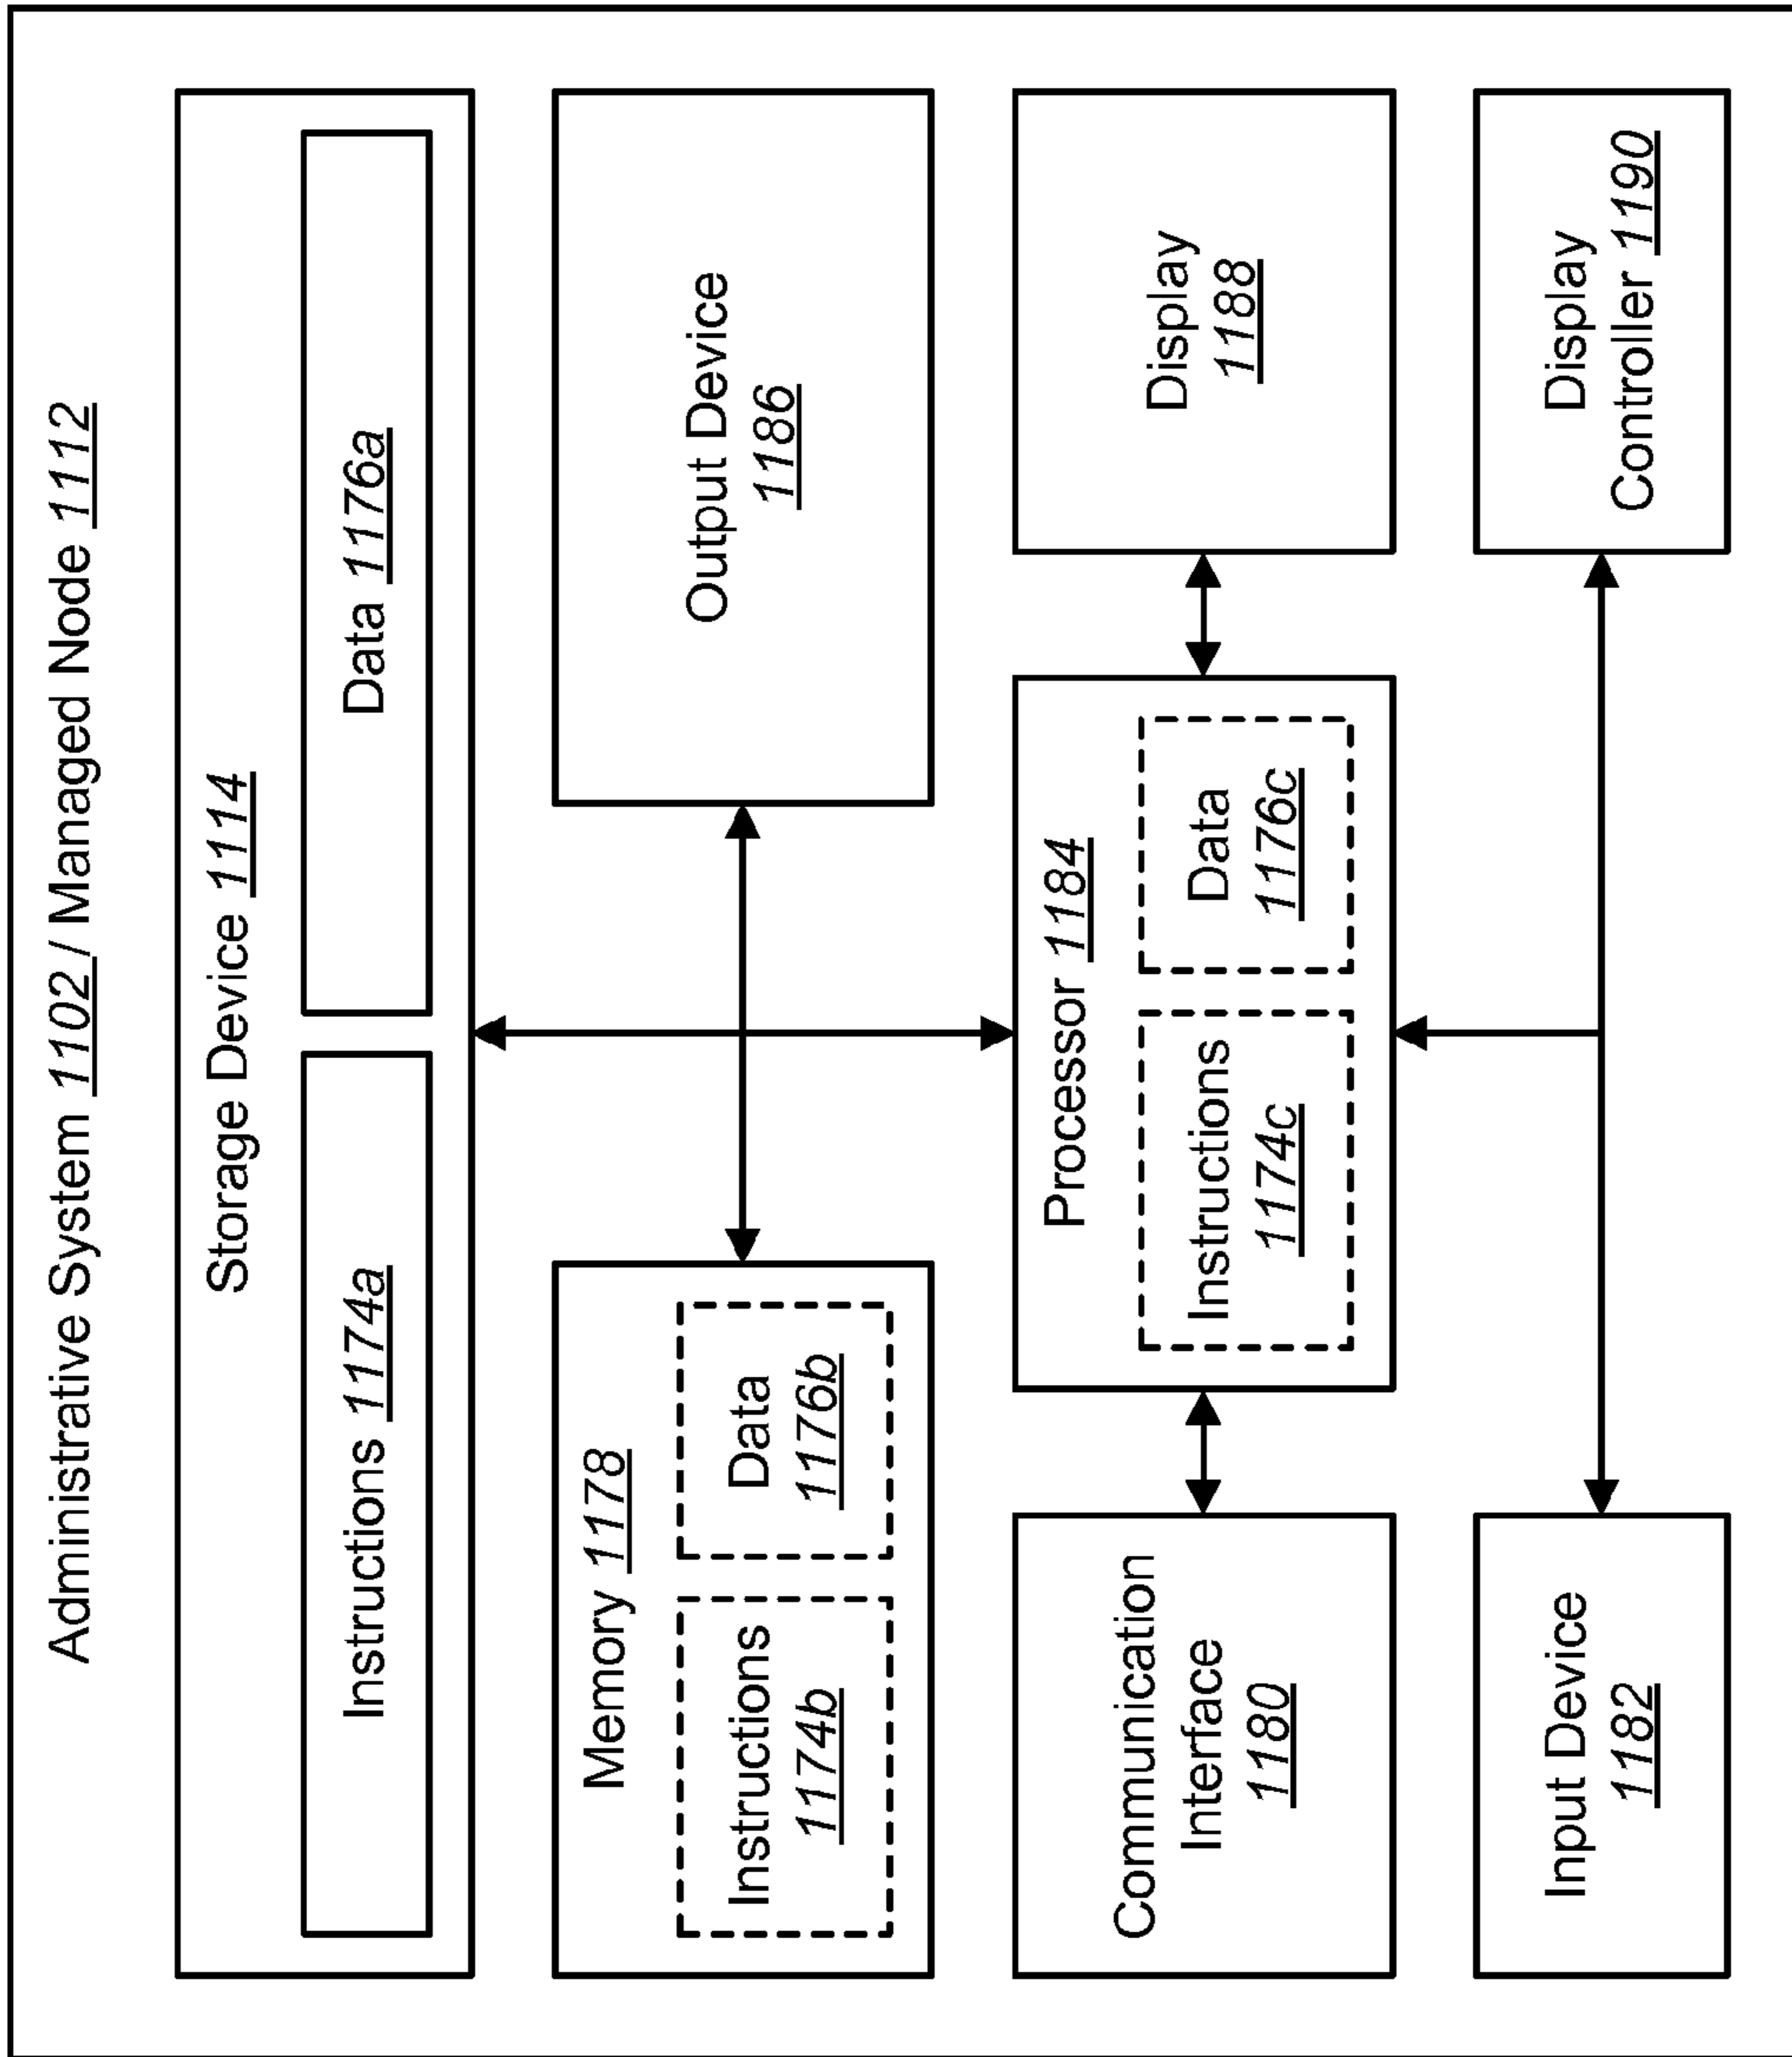 Administrative System 1102 / Managed Node 1112
Storage Device 1114
Instructions 1174a
Data 1176a
Memory 1178
Instructions
1174b
Data
1176b
Output Device
1186
Communication
Interface
1180
Processor 1184
Instructions
1174c
Data
1176c
Display
1188
Input Device
1182
Display
Controller 1190